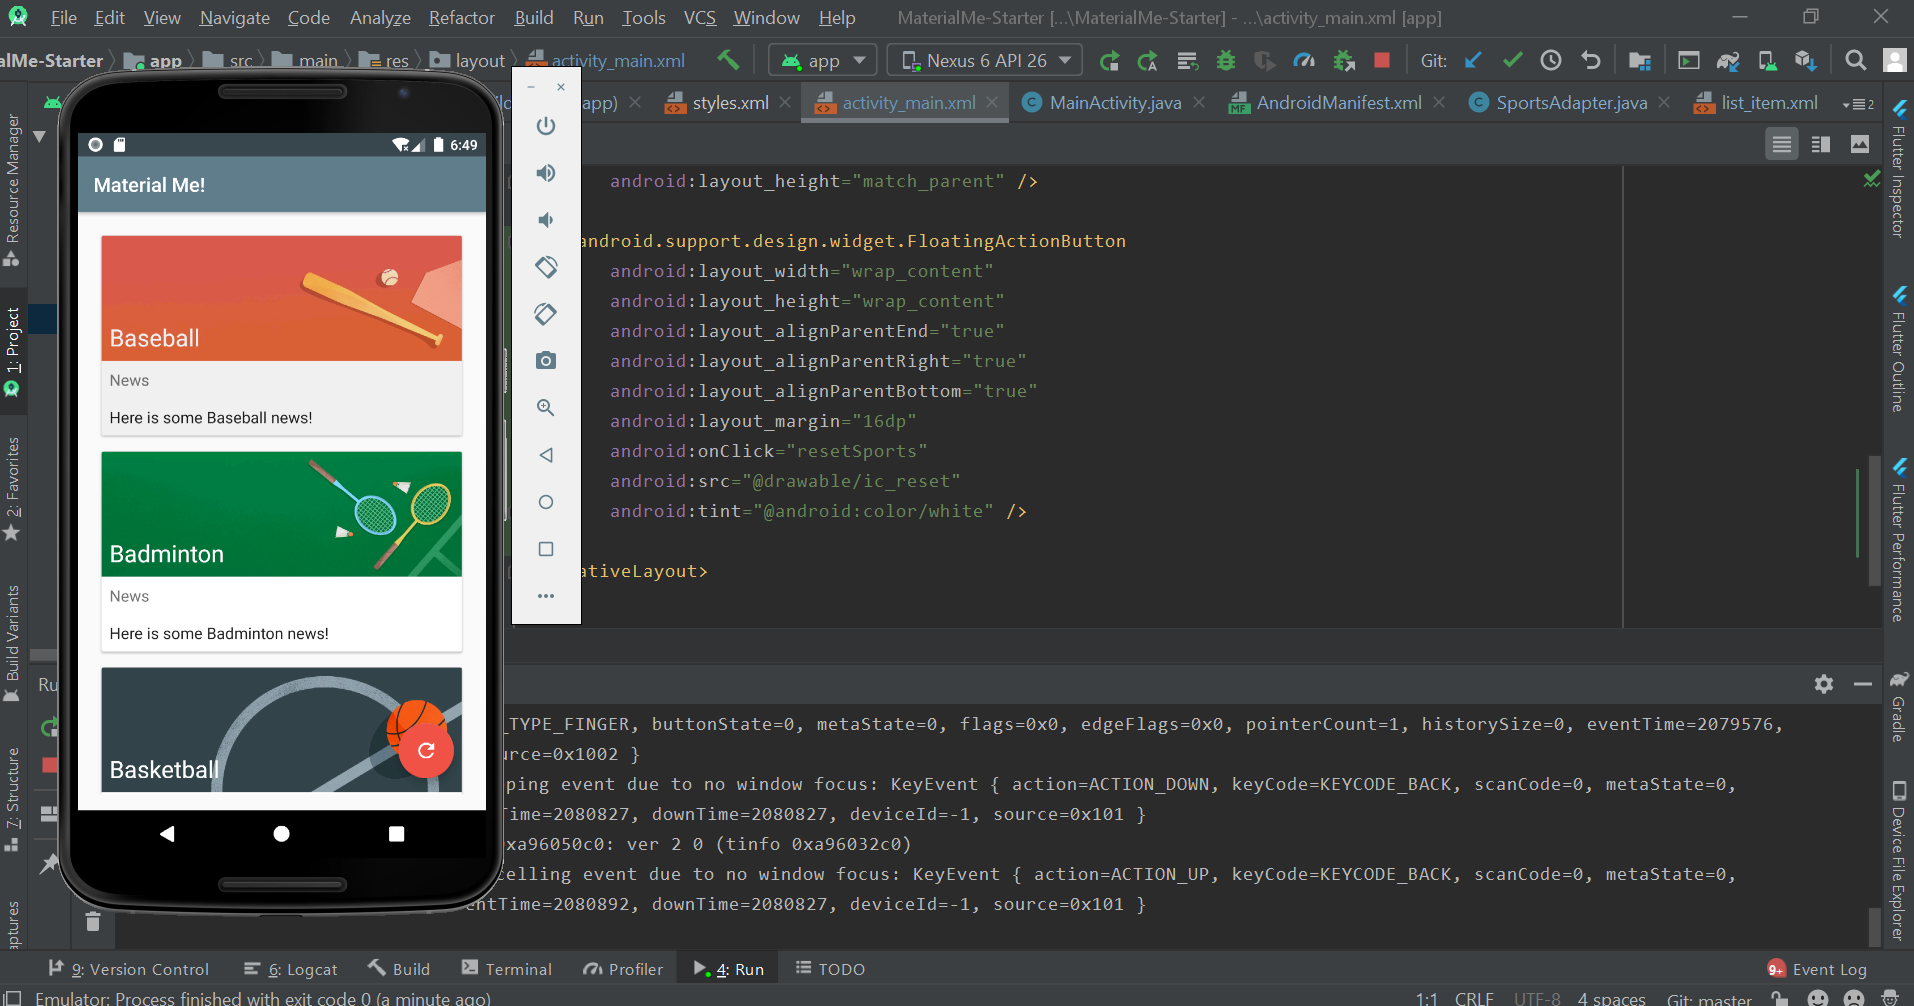 File Edit View Navigate Code Analyze Refactor Build Run Tools VCS Window Help MaterialMe-Starter [...\MaterialMe-Starter] - ...\activity_main.xml [app]
alMe-Starter app src main res layout activity_main.xml app Nexus 6 API 26 Git:
app) styles.xml activity_main.xml MainActivity.java AndroidManifest.xml SportsAdapter.java list_item.xml 2
Resource Manager
1: Project
2: Favorites
Build Variants
7: Structure
aptures
6:49
Material Me!
Baseball
News
Here is some Baseball news!
Badminton
News
Here is some Badminton news!
Basketball
android:layout_height="match_parent" />
android.support.design.widget.FloatingActionButton
android:layout_width="wrap_content"
android:layout_height="wrap_content"
android:layout_alignParentEnd="true"
android:layout_alignParentRight="true"
android:layout_alignParentBottom="true"
android:layout_margin="16dp"
android:onClick="resetSports"
android:src="@drawable/ic_reset"
android:tint="@android:color/white" />
ativeLayout>
Ru
_TYPE_FINGER, buttonState=0, metaState=0, flags=0x0, edgeFlags=0x0, pointerCount=1, historySize=0, eventTime=2079576,
urce=0x1002 }
ping event due to no window focus: KeyEvent { action=ACTION_DOWN, keyCode=KEYCODE_BACK, scanCode=0, metaState=0,
Time=2080827, downTime=2080827, deviceId=-1, source=0x101 }
xa96050c0: ver 2 0 (tinfo 0xa96032c0)
celling event due to no window focus: KeyEvent { action=ACTION_UP, keyCode=KEYCODE_BACK, scanCode=0, metaState=0,
entTime=2080892, downTime=2080827, deviceId=-1, source=0x101 }
Flutter Inspector
Flutter Outline
Flutter Performance
Gradle
Device File Explorer
9: Version Control 6: Logcat Build Terminal Profiler 4: Run TODO 9+ Event Log
Emulator: Process finished with exit code 0 (a minute ago) 1:1 CRLF UTF-8 4 spaces Git: master